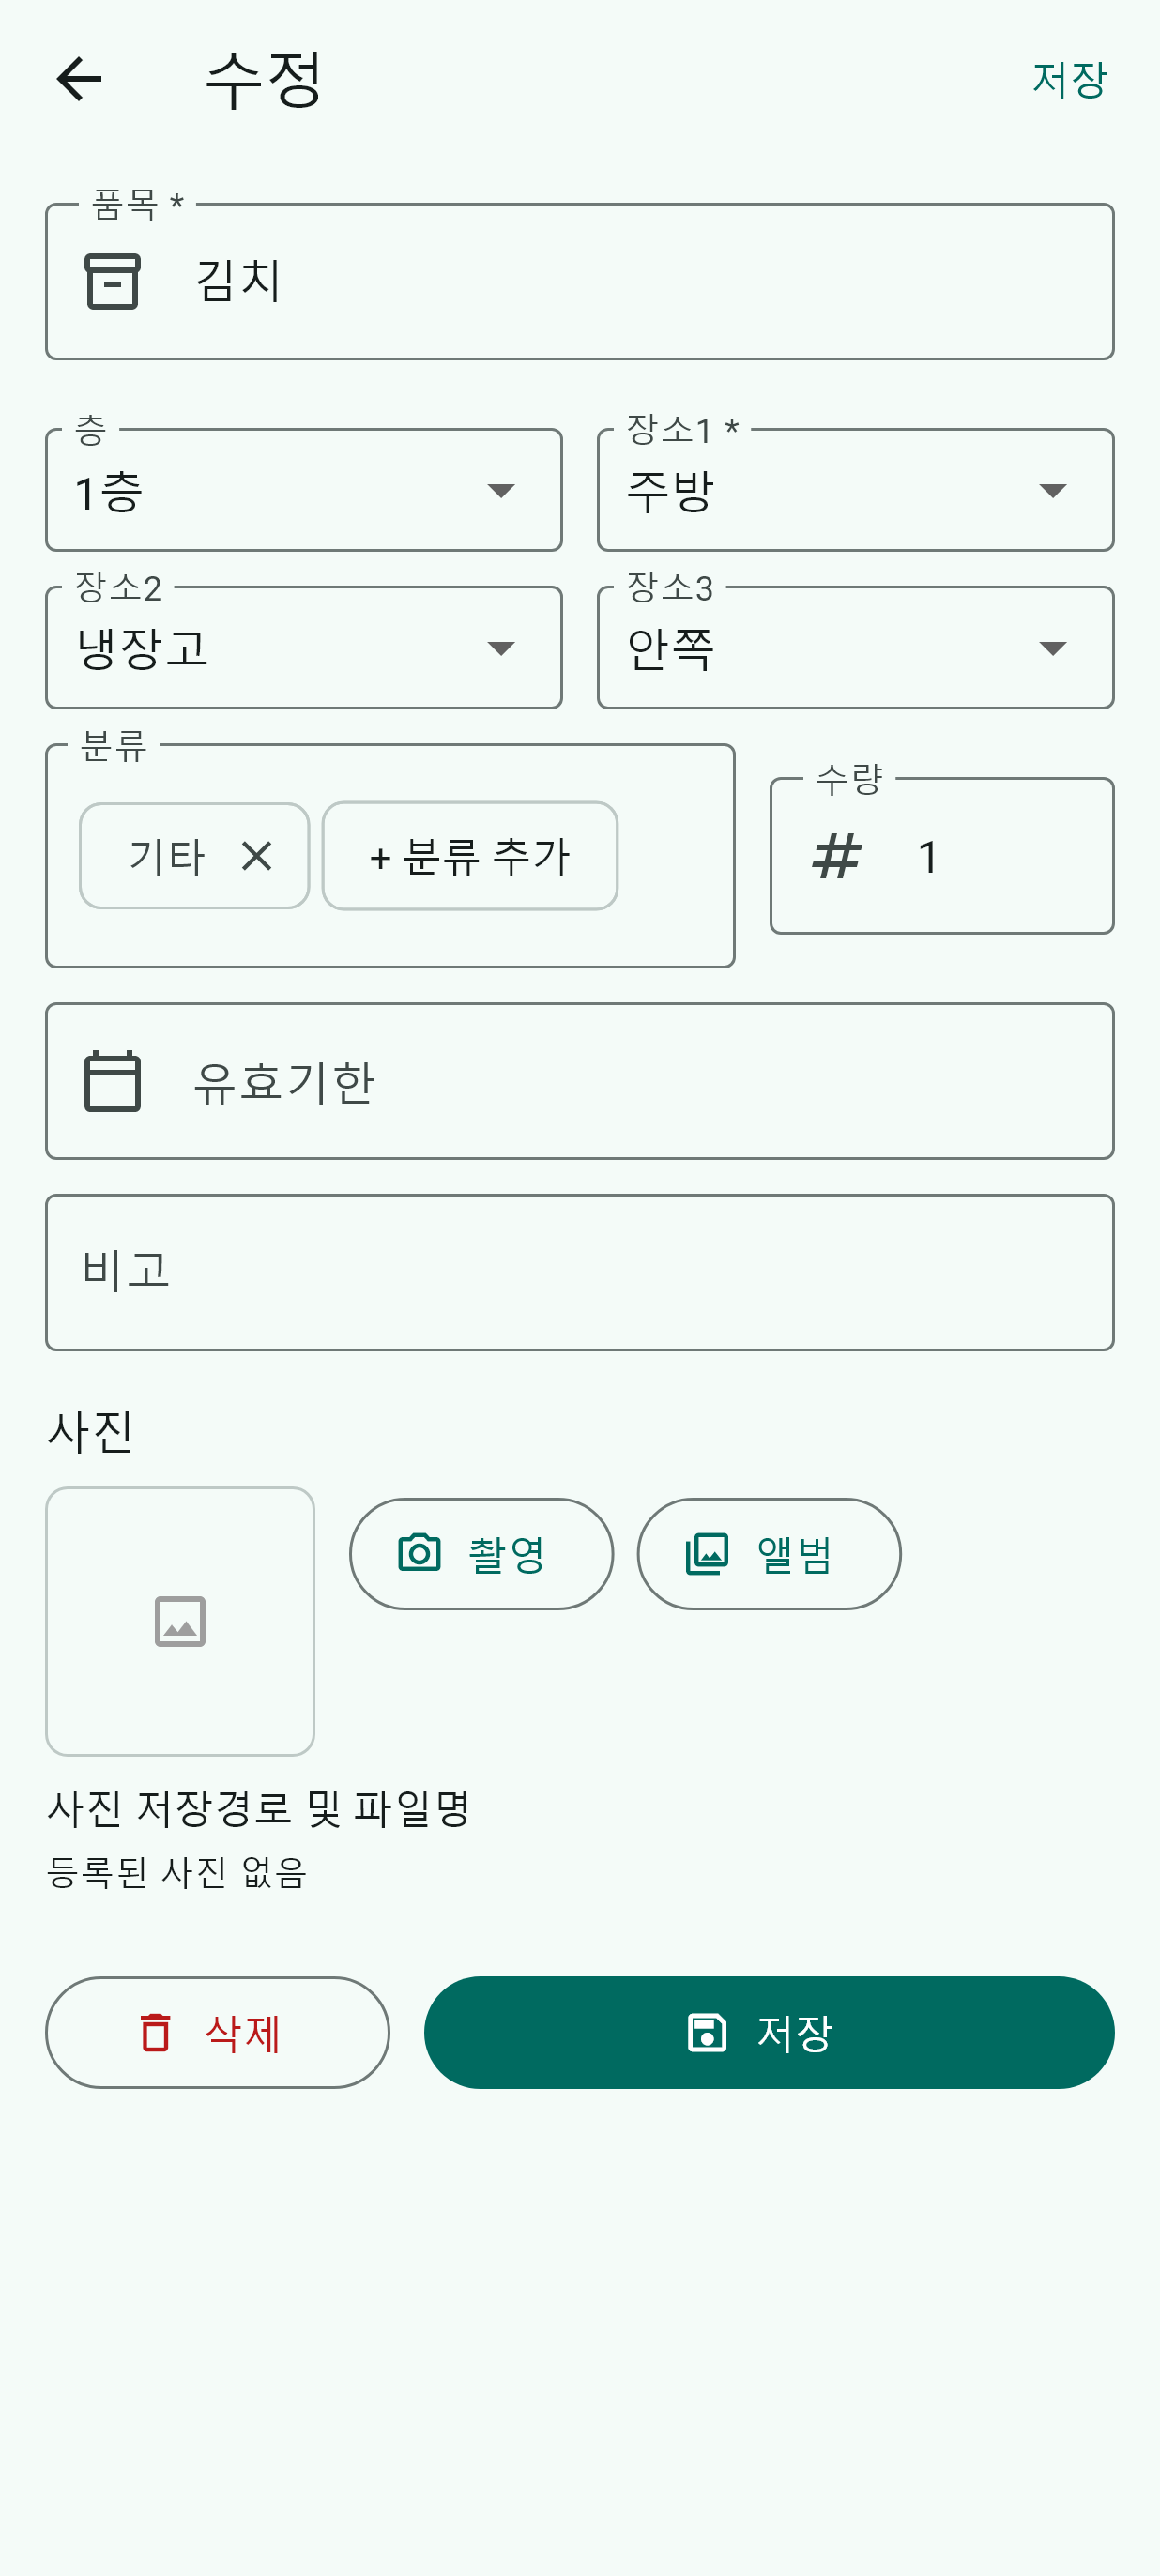 수정
저장
품목 *
김치
층
1층
장소1 *
주방
장소2
냉장고
장소3
안쪽
분류
기타
+ 분류 추가
수량
# 1
유효기한
비고
사진
촬영
앨범
사진 저장경로 및 파일명
등록된 사진 없음
삭제
저장